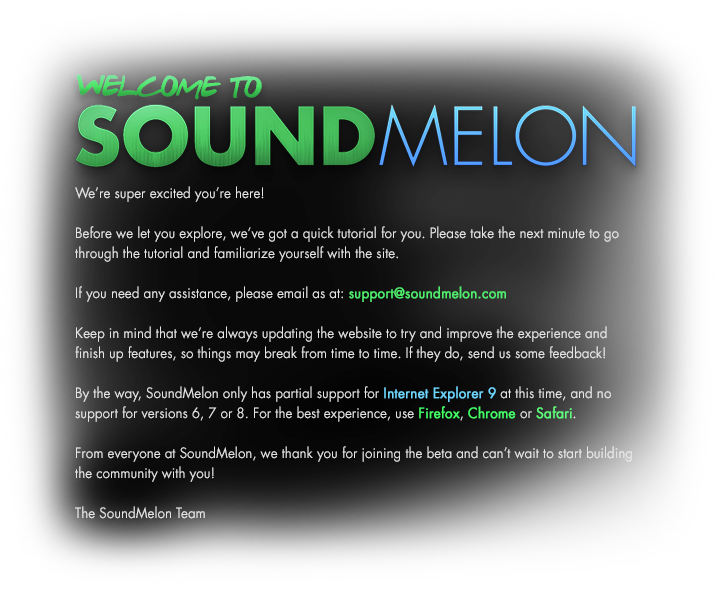 WELCOME TO
SOUNDMELON
We're super excited you're here!
Before we let you explore, we've got a quick tutorial for you. Please take the next minute to go
through the tutorial and familiarize yourself with the site.
If you need any assistance, please email as at: support@soundmelon.com
Keep in mind that we're always updating the website to try and improve the experience and
finish up features, so things may break from time to time. If they do, send us some feedback!
By the way, SoundMelon only has partial support for Internet Explorer 9 at this time, and no
support for versions 6, 7 or 8. For the best experience, use Firefox, Chrome or Safari.
From everyone at SoundMelon, we thank you for joining the beta and can't wait to start building
the community with you!
The SoundMelon Team